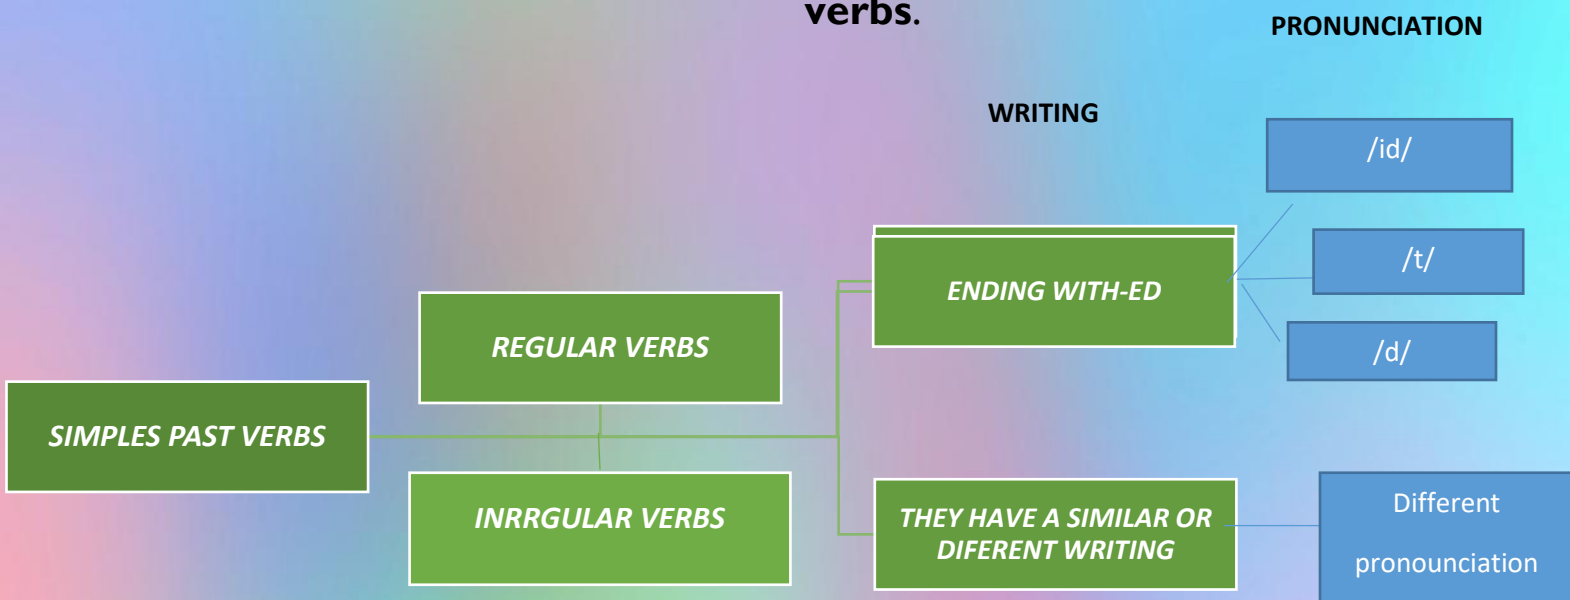 verbs.
PRONUNCIATION
WRITING
/id/
ENDING WITH-ED
/t/
/d/
REGULAR VERBS
SIMPLES PAST VERBS
INRRGULAR VERBS
THEY HAVE A SIMILAR OR
DIFERENT WRITING
Different
pronounciation